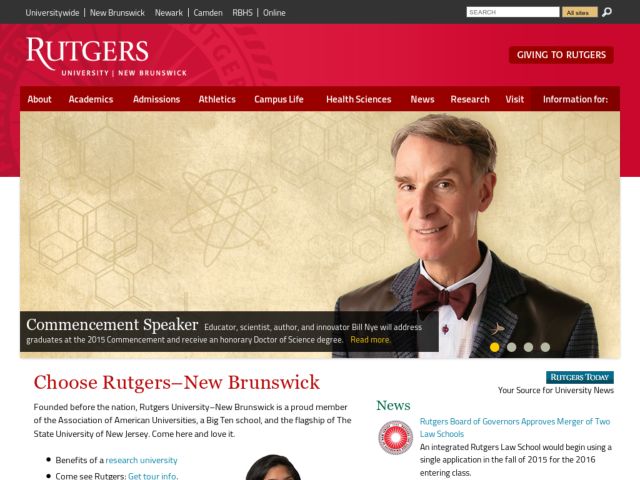 Universitywide | New Brunswick Newark | Camden RBHS | Online
SEARCH
All sites
RUTGERS
UNIVERSITY | NEW BRUNSWICK
GIVING TO RUTGERS
About Academics Admissions Athletics Campus Life Health Sciences News Research Visit Information for:
Commencement Speaker Educator, scientist, author, and innovator Bill Nye will address
graduates at the 2015 Commencement and receive an honorary Doctor of Science degree. Read more.
Choose Rutgers–New Brunswick
Founded before the nation, Rutgers University–New Brunswick is a proud member
of the Association of American Universities, a Big Ten school, and the flagship of The
State University of New Jersey. Come here and love it.
Benefits of a research university
Come see Rutgers: Get tour info.
RUTGERS TODAY
Your Source for University News
News
Rutgers Board of Governors Approves Merger of Two
Law Schools
An integrated Rutgers Law School would begin using a
single application in the fall of 2015 for the 2016
entering class.